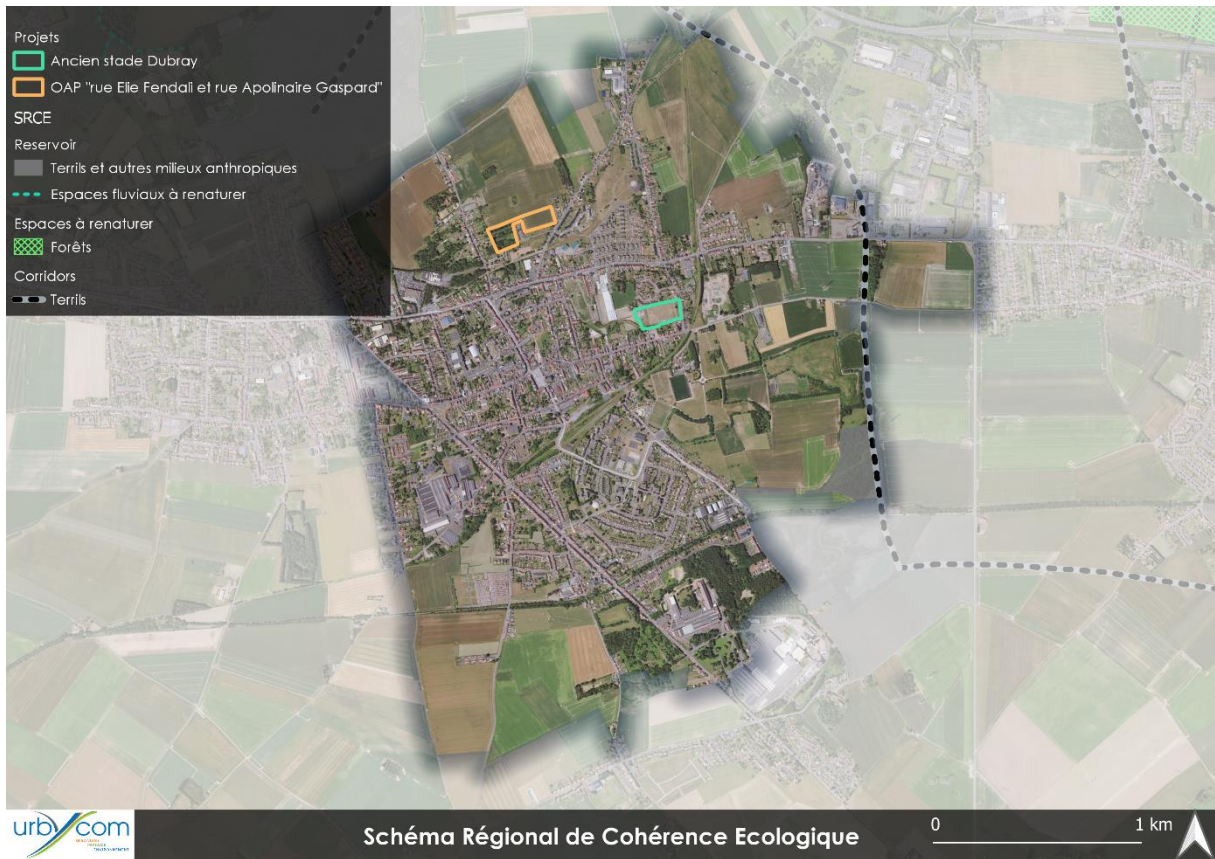 Projets
Ancien stade Dubray
OAP "rue Elie Fendali et rue Apolinaire Gaspard"
SRCE
Reservoir
Terrils et autres milieux anthropiques
Espaces fluviaux à renaturer
Espaces à renaturer
Forêts
Corridors
Terrils
urbycom
Schéma Régional de Cohérence Ecologique
0
1 km